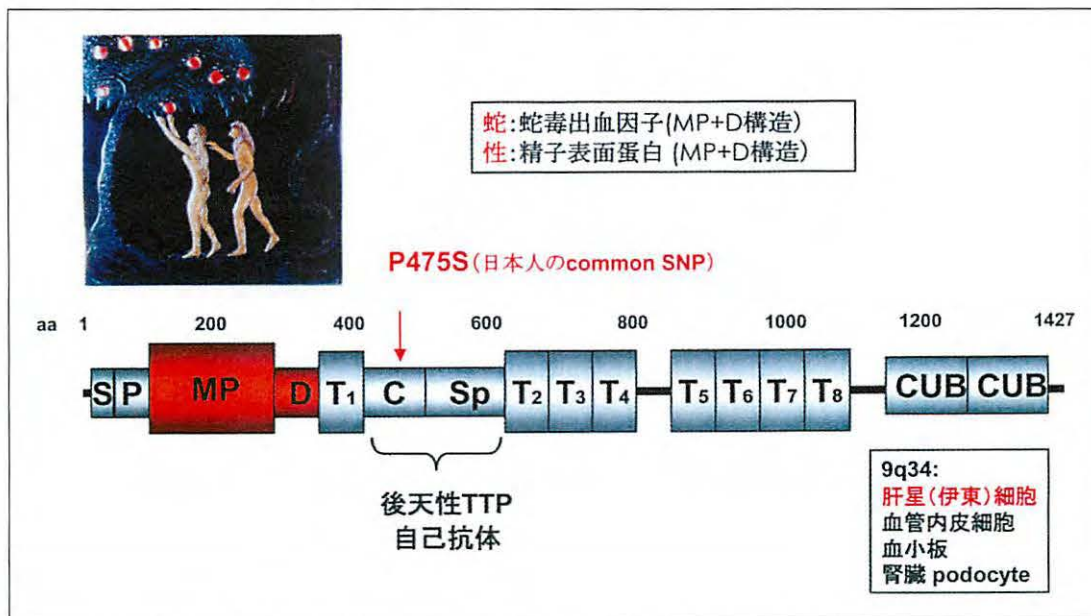 蛇:蛇毒出血因子(MP+D構造)
性:精子表面蛋白 (MP+D構造)
P475S(日本人のcommon SNP)
aa 1 200 400 600 800 1000 1200 1427
S P MP D T1 C Sp T2 T3 T4 T5 T6 T7 T8 CUB CUB
後天性TTP
自己抗体
9q34:
肝星(伊東)細胞
血管内皮細胞
血小板
腎臓 podocyte